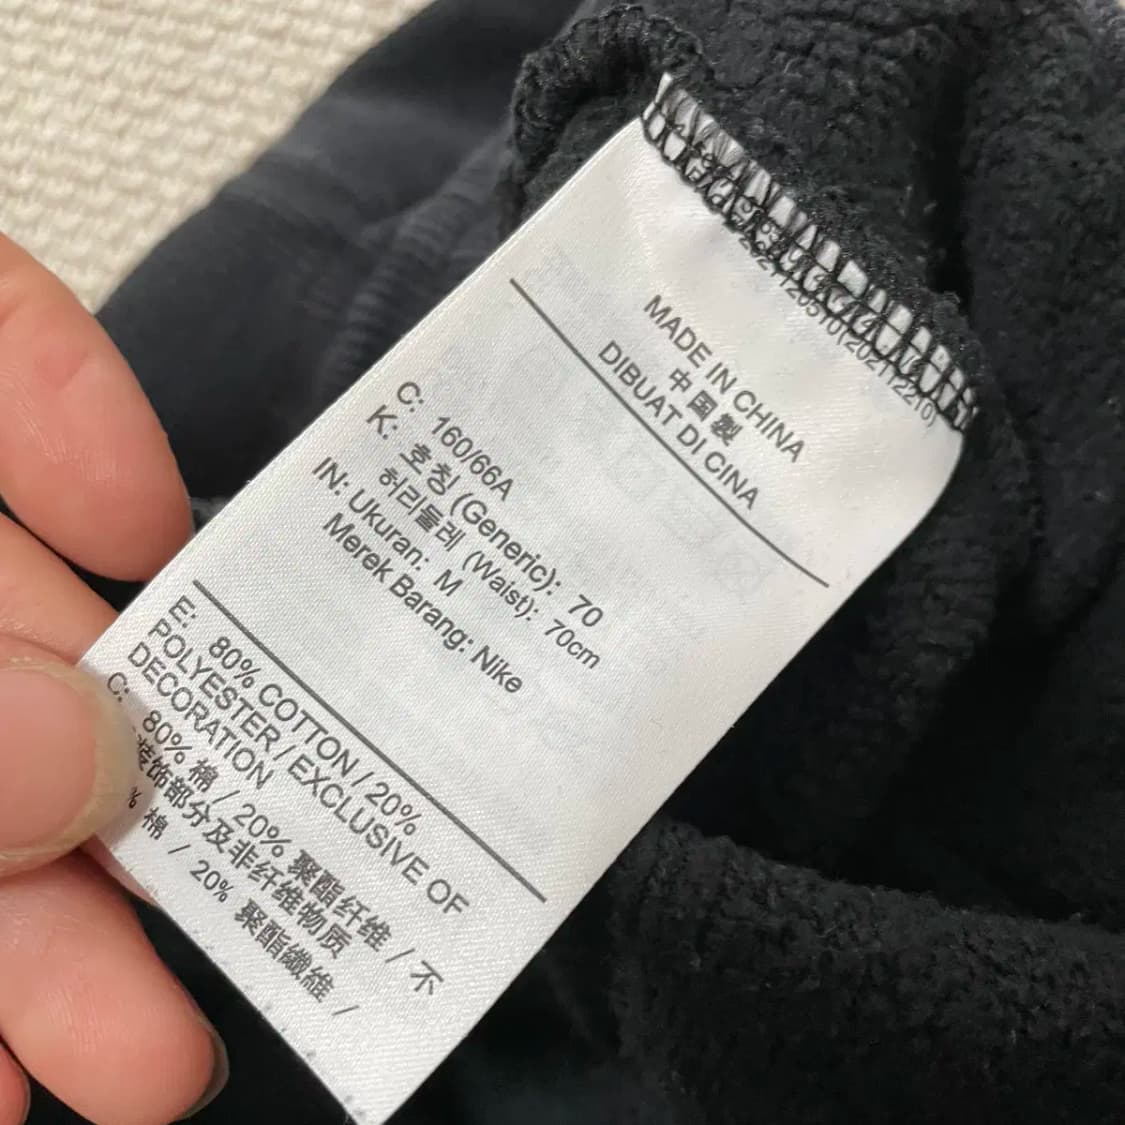 MADE IN CHINA
中国製
DIBUAT DI CINA
C: 160/66A
K: 호칭 (Generic): 70
허리둘레 (Waist): 70cm
IN: Ukuran: M
Merek Barang: Nike
E: 80% COTTON / 20%
POLYESTER / EXCLUSIVE OF
DECORATION
C: 80% 棉 / 20% 聚酯纤维 / 不
装饰部分及非纤维物质
% 棉 / 20% 聚酯纖維 /